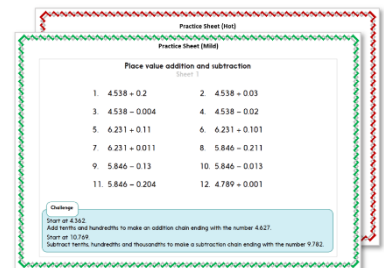 Practice Sheet (Hot)
Practice Sheet (Mild)
Place value addition and subtraction
Sheet 1
1. 4.538 + 0.2 2. 4.538 + 0.03
3. 4.538 – 0.004 4. 4.538 – 0.02
5. 6.231 + 0.11 6. 6.231 + 0.101
7. 6.231 + 0.011 8. 5.846 – 0.211
9. 5.846 – 0.13 10. 5.846 – 0.013
11. 5.846 – 0.204 12. 4.789 + 0.001
Challenge
Start at 4.362.
Add tenths and hundredths to make an addition chain ending with the number 4.627.
Start at 10.769.
Subtract tenths, hundredths and thousandths to make a subtraction chain ending with the number 9.782.